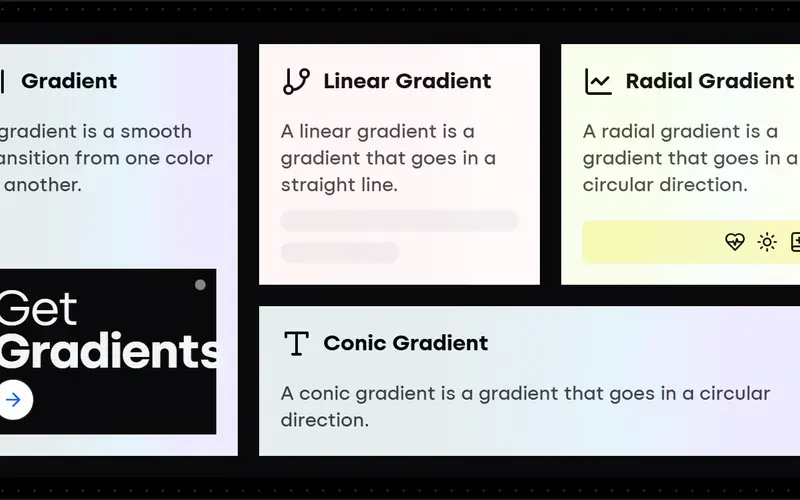 Gradient
gradient is a smooth
ansition from one color
another.
Get
Gradients
Linear Gradient
A linear gradient is a
gradient that goes in a
straight line.
Radial Gradient
A radial gradient is a
gradient that goes in a
circular direction.
Conic Gradient
A conic gradient is a gradient that goes in a circular
direction.